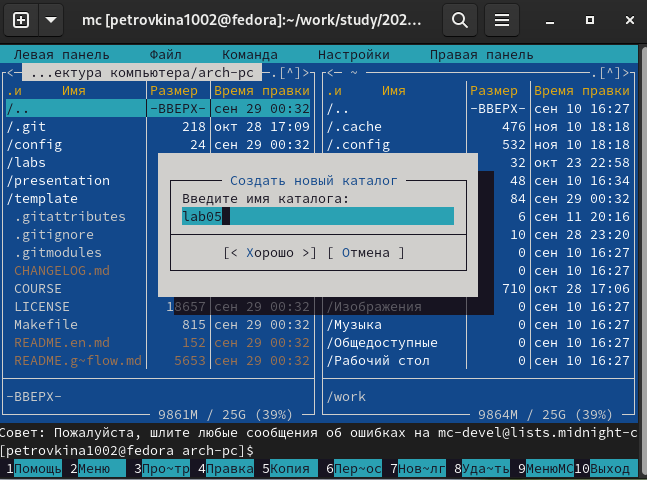 mc [petrovkina1002@fedora]:~/work/study/202...
Левая панель Файл Команда Настройки Правая панель
<— ...ектура компьютера/arch-pc —.[^]>
.и Имя Размер Время правки
/.. -ВВЕРХ- сен 29 00:32
/.git 218 окт 28 17:09
/config 24 сен 29 00:32
/labs
/presentation
/template
.gitattributes
.gitignore
.gitmodules
CHANGELOG.md
COURSE
LICENSE 18657 сен 29 00:32
Makefile 815 сен 29 00:32
README.en.md 152 сен 29 00:32
README.g~flow.md 5653 сен 29 00:32
-ВВЕРХ-
9861M / 25G (39%)
<— ~ —.[^]>
.и Имя Размер Время правки
/.. -ВВЕРХ- сен 10 16:27
/.cache 476 ноя 10 18:18
/.config 532 ноя 10 18:18
32 окт 23 22:58
48 сен 10 16:34
84 сен 29 00:32
6 сен 11 20:16
10 сен 28 23:20
0 сен 10 16:27
0 сен 10 16:27
710 окт 28 17:06
/Изображения 0 сен 10 16:27
/Музыка 0 сен 10 16:27
/Общедоступные 0 сен 10 16:27
/Рабочий стол 0 сен 10 16:27
/work
9864M / 25G (39%)
Создать новый каталог
Введите имя каталога:
lab05
[< Хорошо >] [ Отмена ]
Совет: Пожалуйста, шлите любые сообщения об ошибках на mc-devel@lists.midnight-c
[petrovkina1002@fedora arch-pc]$
1Помощь 2Меню 3Про~тр 4Правка 5Копия 6Пер~ос 7Нов~лг 8Уда~ть 9МенюMC 10Выход